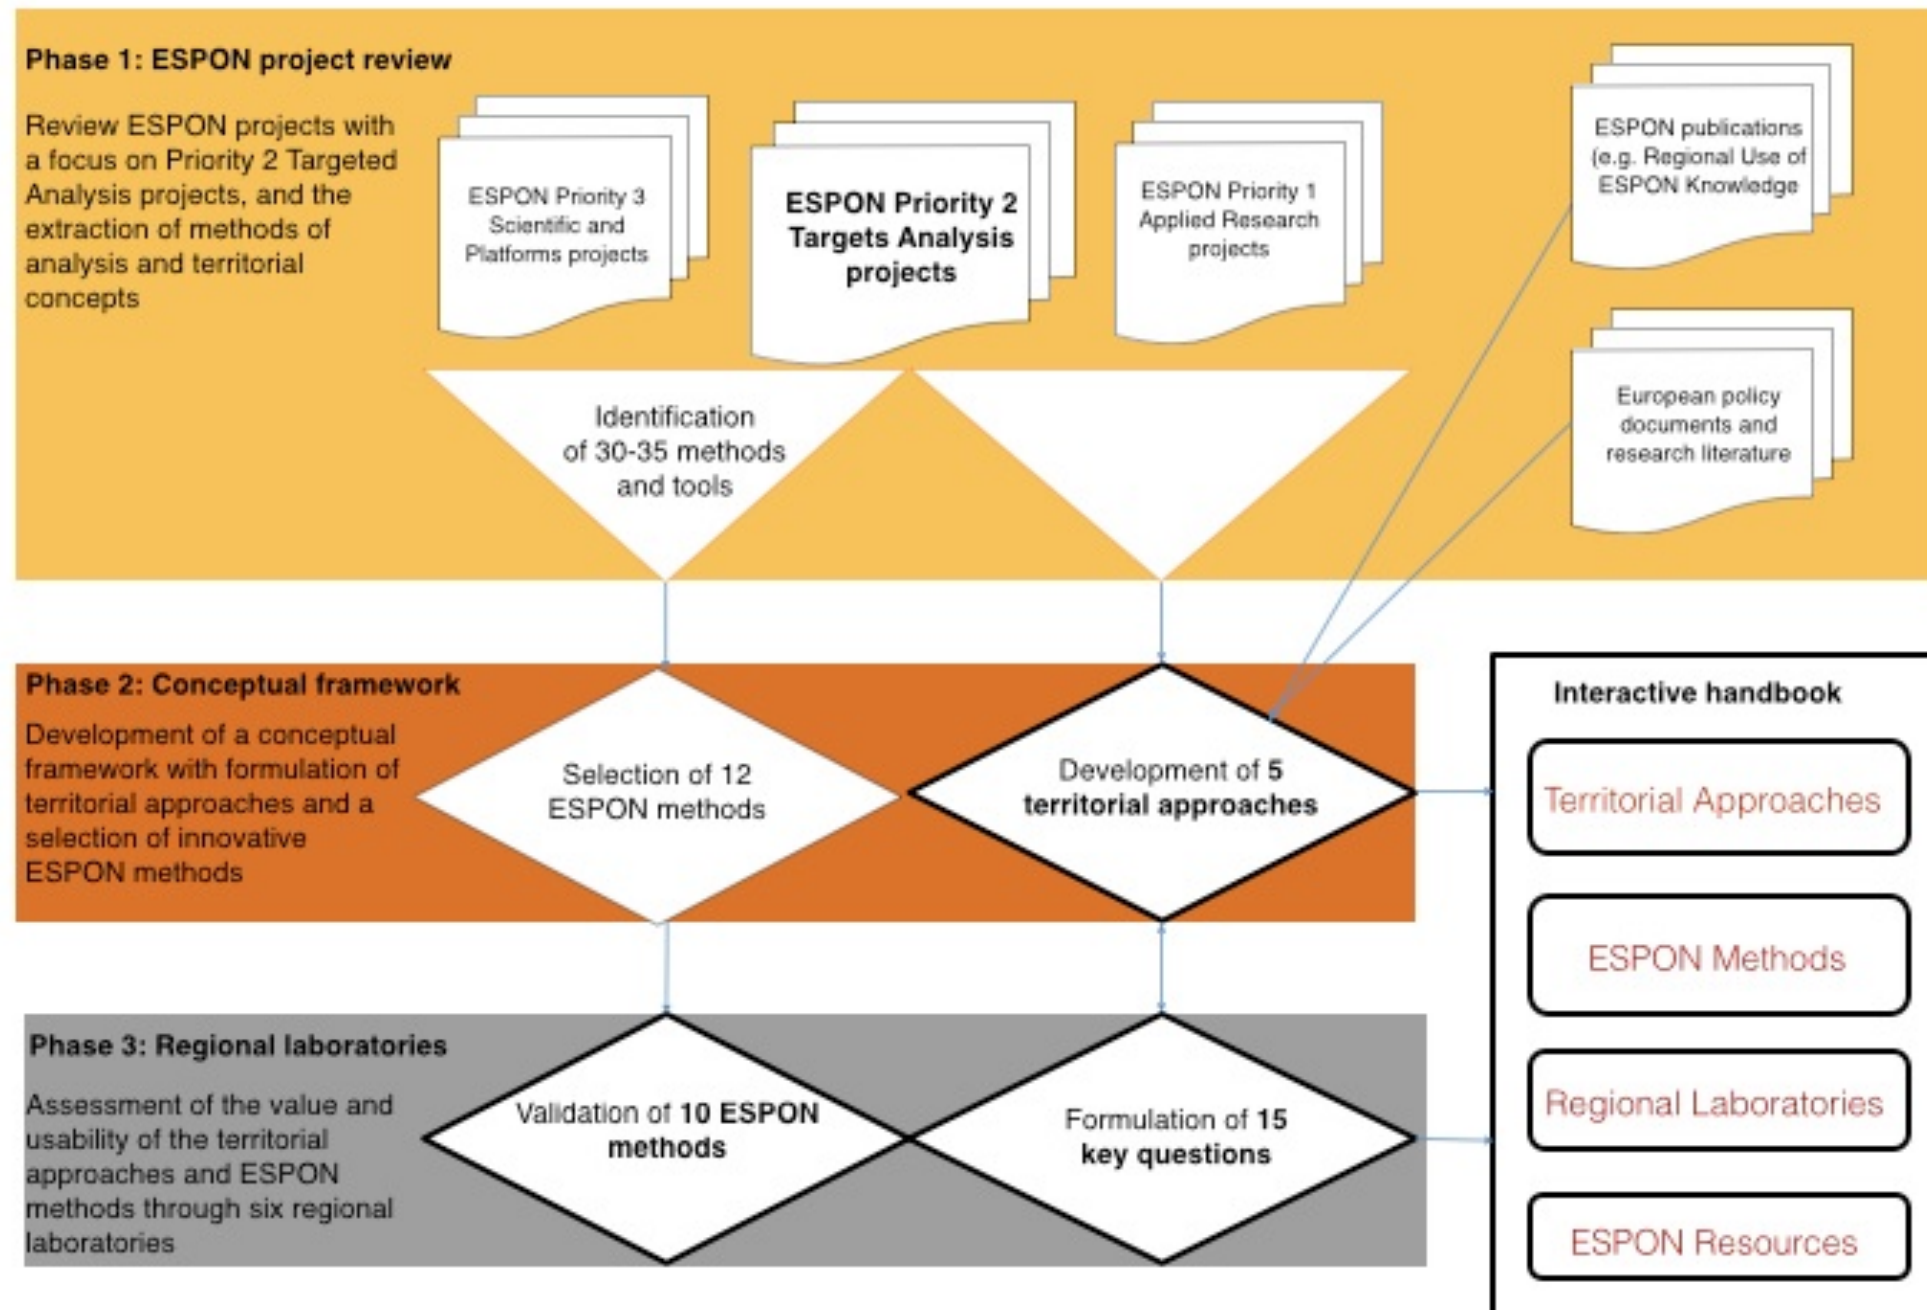 Phase 1: ESPON project review
Review ESPON projects with
a focus on Priority 2 Targeted
Analysis projects, and the
extraction of methods of
analysis and territorial
concepts
ESPON Priority 3
Scientific and
Platforms projects
ESPON Priority 2
Targets Analysis
projects
ESPON Priority 1
Applied Research
projects
ESPON publications
(e.g. Regional Use of
ESPON Knowledge
European policy
documents and
research literature
Identification
of 30-35 methods
and tools
Phase 2: Conceptual framework
Development of a conceptual
framework with formulation of
territorial approaches and a
selection of innovative
ESPON methods
Selection of 12
ESPON methods
Development of 5
territorial approaches
Phase 3: Regional laboratories
Assessment of the value and
usability of the territorial
approaches and ESPON
methods through six regional
laboratories
Validation of 10 ESPON
methods
Formulation of 15
key questions
Interactive handbook
Territorial Approaches
ESPON Methods
Regional Laboratories
ESPON Resources